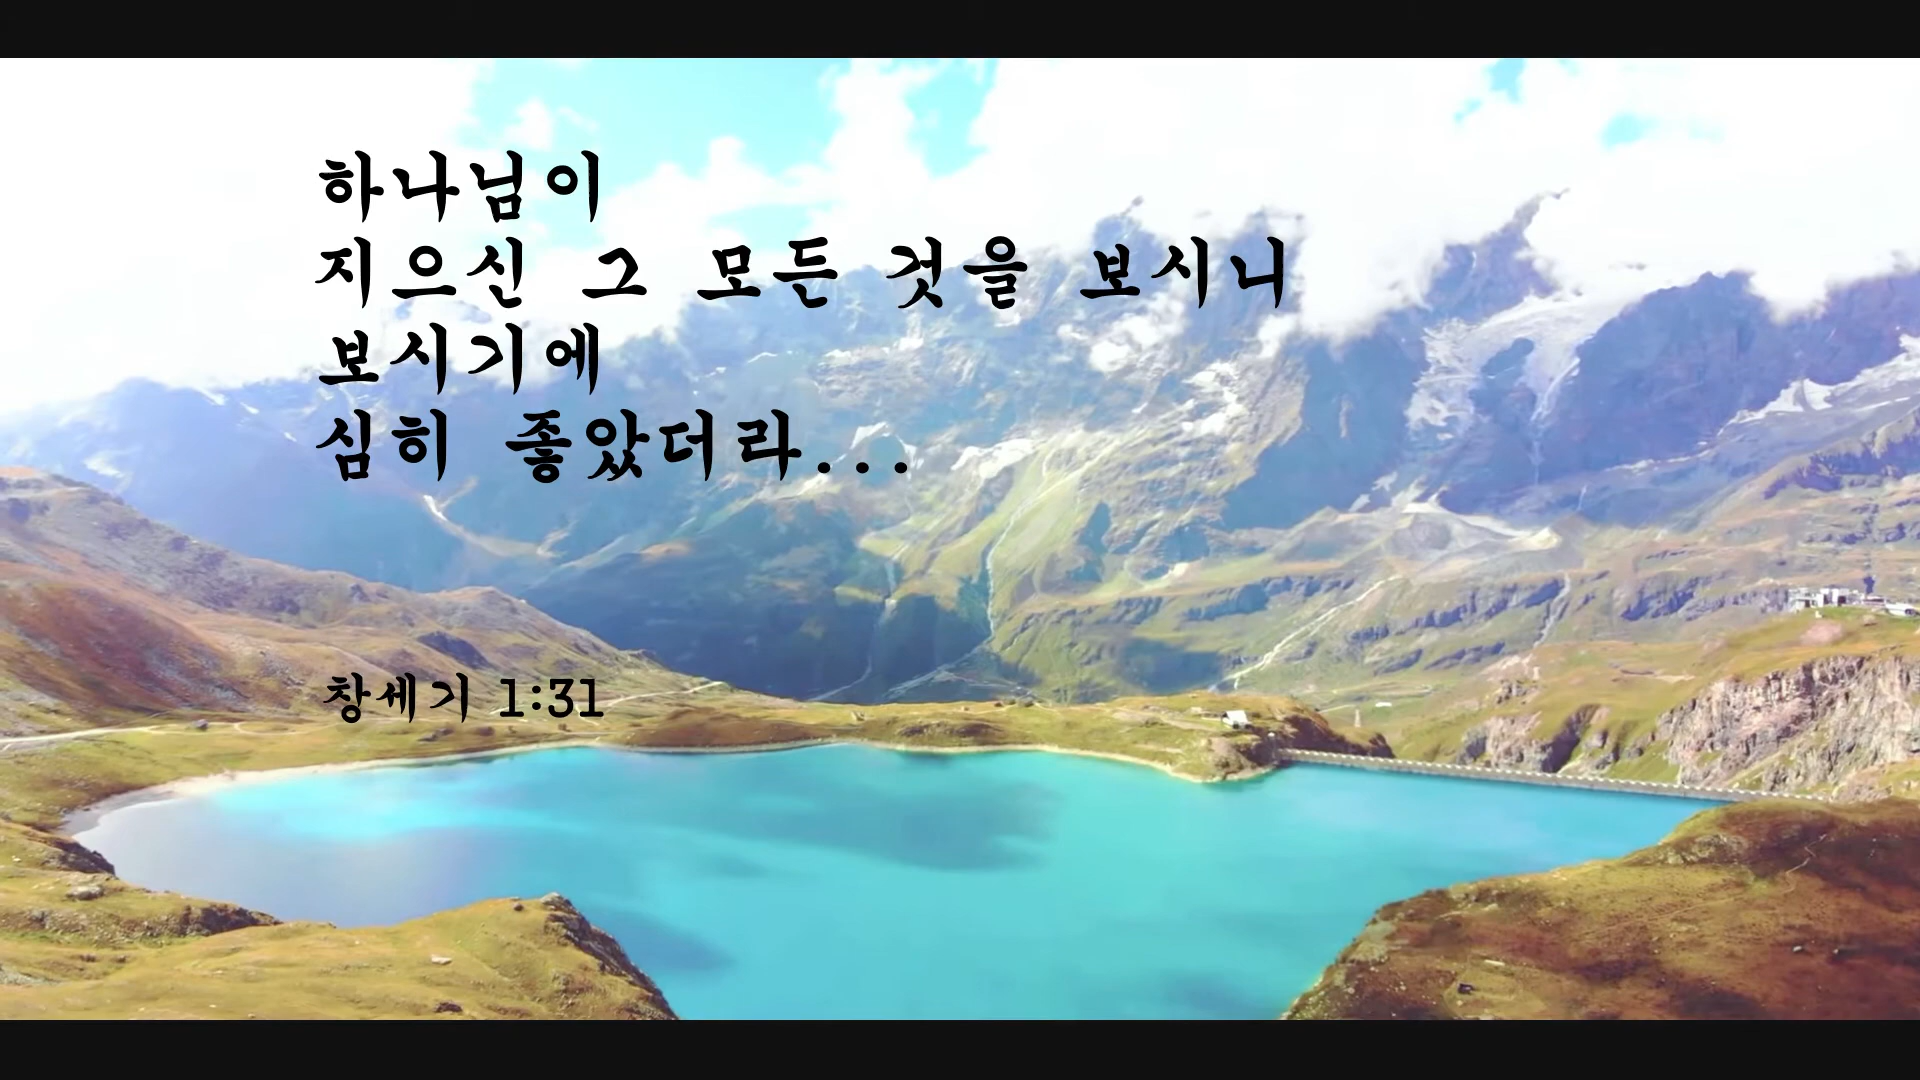 하나님이
지으신 그 모든 것을 보시니
보시기에
심히 좋았더라...
창세기 1:31